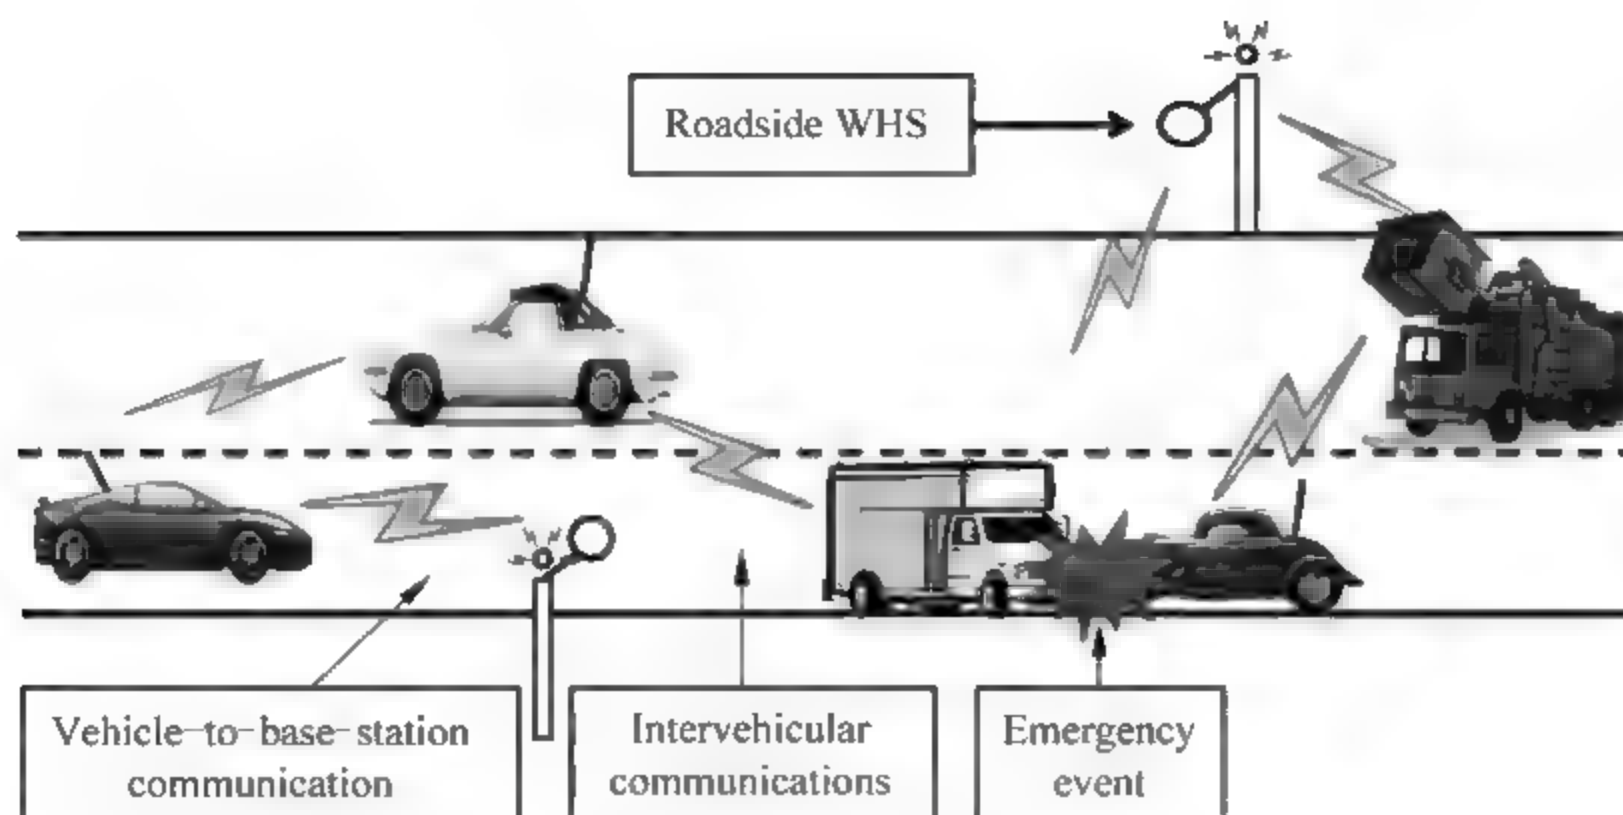 Roadside WHS
Vehicle-to-base-station
communication
Intervehicular
communications
Emergency
event